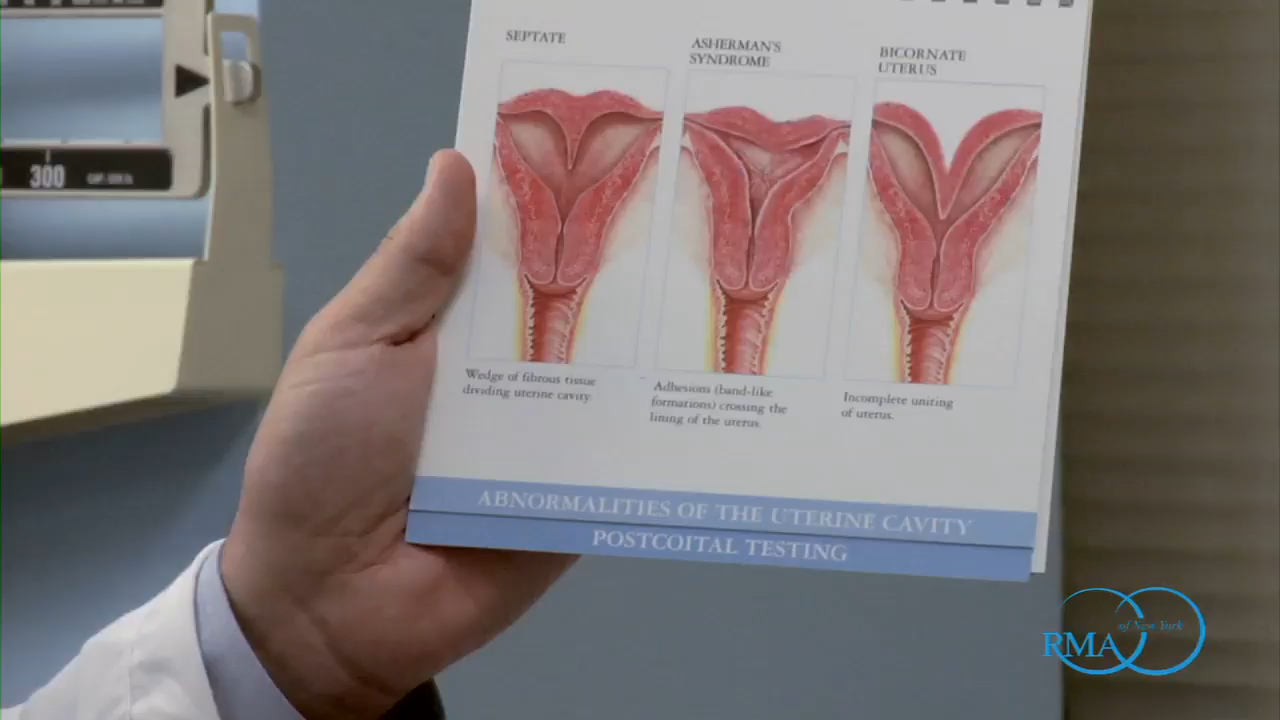 SEPTATE
ASHERMAN'S
SYNDROME
BICORNATE
UTERUS
Wedge of fibrous tissue
dividing uterine cavity.
Adhesions (band-like
formations) crossing the
lining of the uterus.
Incomplete uniting
of uterus.
ABNORMALITIES OF THE UTERINE CAVITY
POSTCOITAL TESTING
300
RMA
of New York